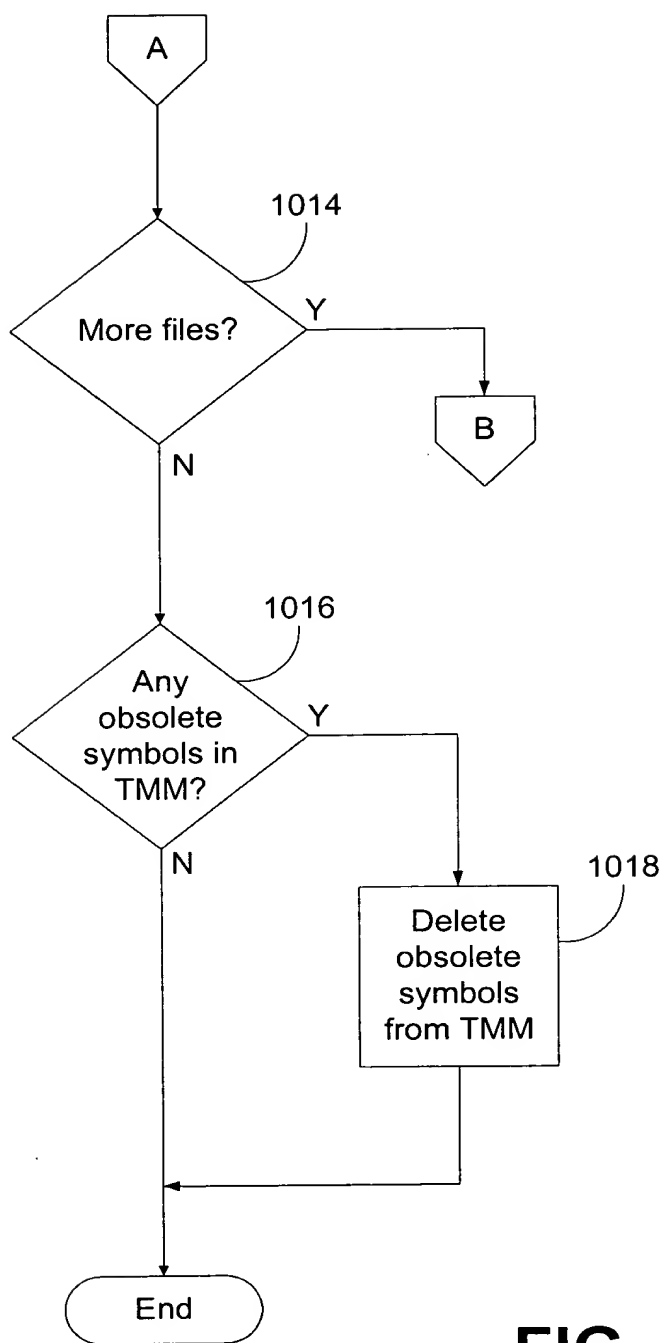 A
1014
More files?
Y
B
N
1016
Any
obsolete
symbols in
TMM?
Y
N
1018
Delete
obsolete
symbols
from TMM
End
FIG